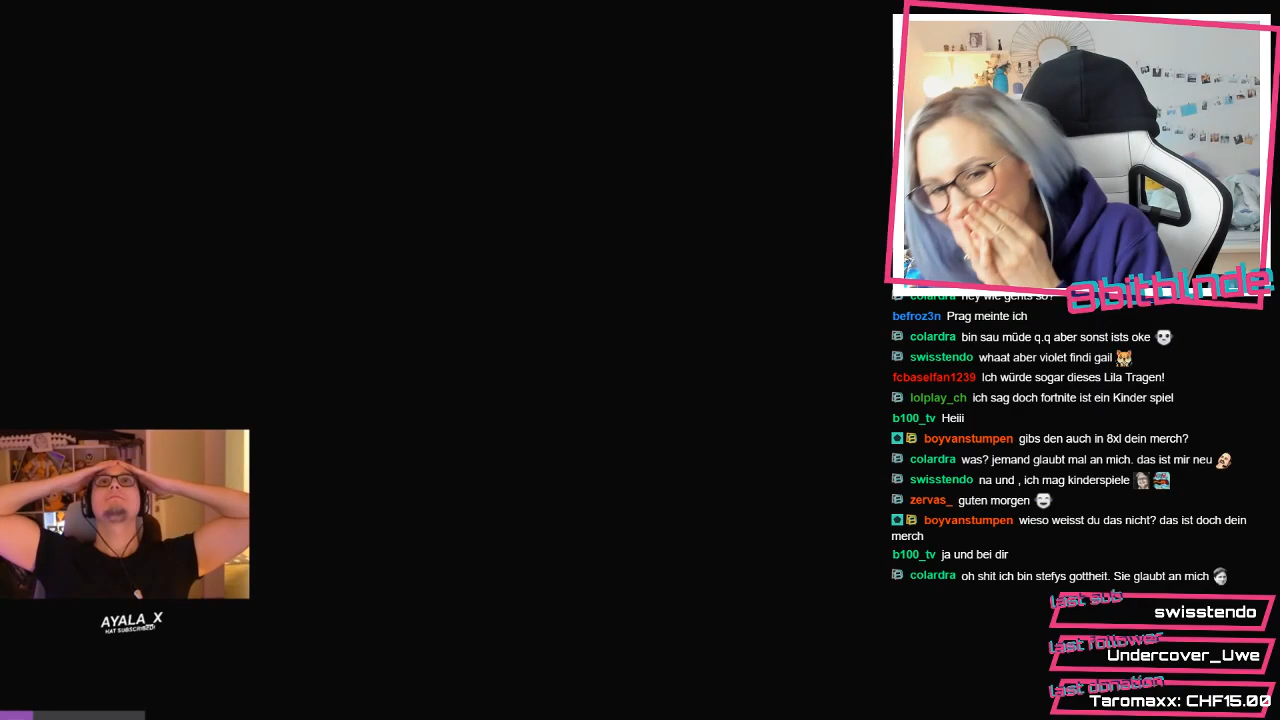 8bitblnde
colardra hey wie gehts so?
befroz3n Prag meinte ich
colardra bin sau müde q.q aber sonst ists oke
swisstendo whaat aber violet findi gail
fcbaselfan1239 Ich würde sogar dieses Lila Tragen!
lolplay_ch ich sag doch fortnite ist ein Kinder spiel
b100_tv Heiii
boyvanstumpen gibs den auch in 8xl dein merch?
colardra was? jemand glaubt mal an mich. das ist mir neu
swisstendo na und , ich mag kinderspiele
zervas_ guten morgen
boyvanstumpen wieso weisst du das nicht? das ist doch dein
merch
b100_tv ja und bei dir
colardra oh shit ich bin stefys gottheit. Sie glaubt an mich
AYALA_X
HAT SUBSCRIBED!
last sub
swisstendo
last follower
Undercover_Uwe
last donation
Taromaxx: CHF15.00